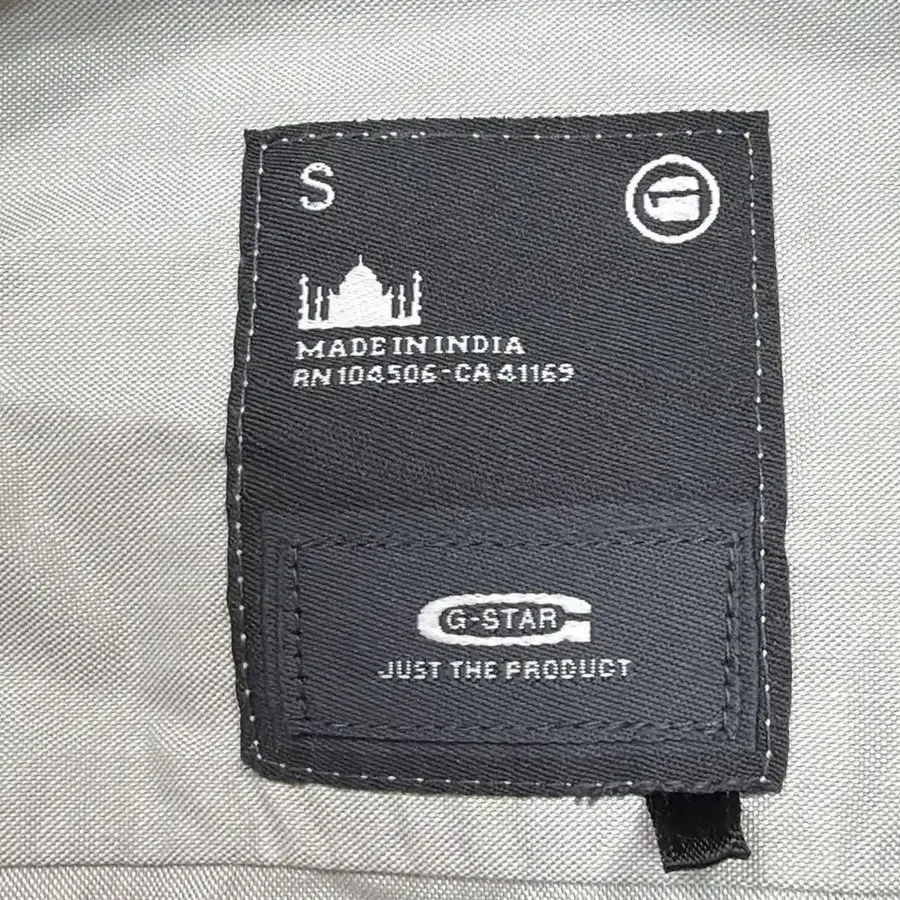 S
MADE IN INDIA
RN 104506-CA 41169
G-STAR
JUST THE PRODUCT